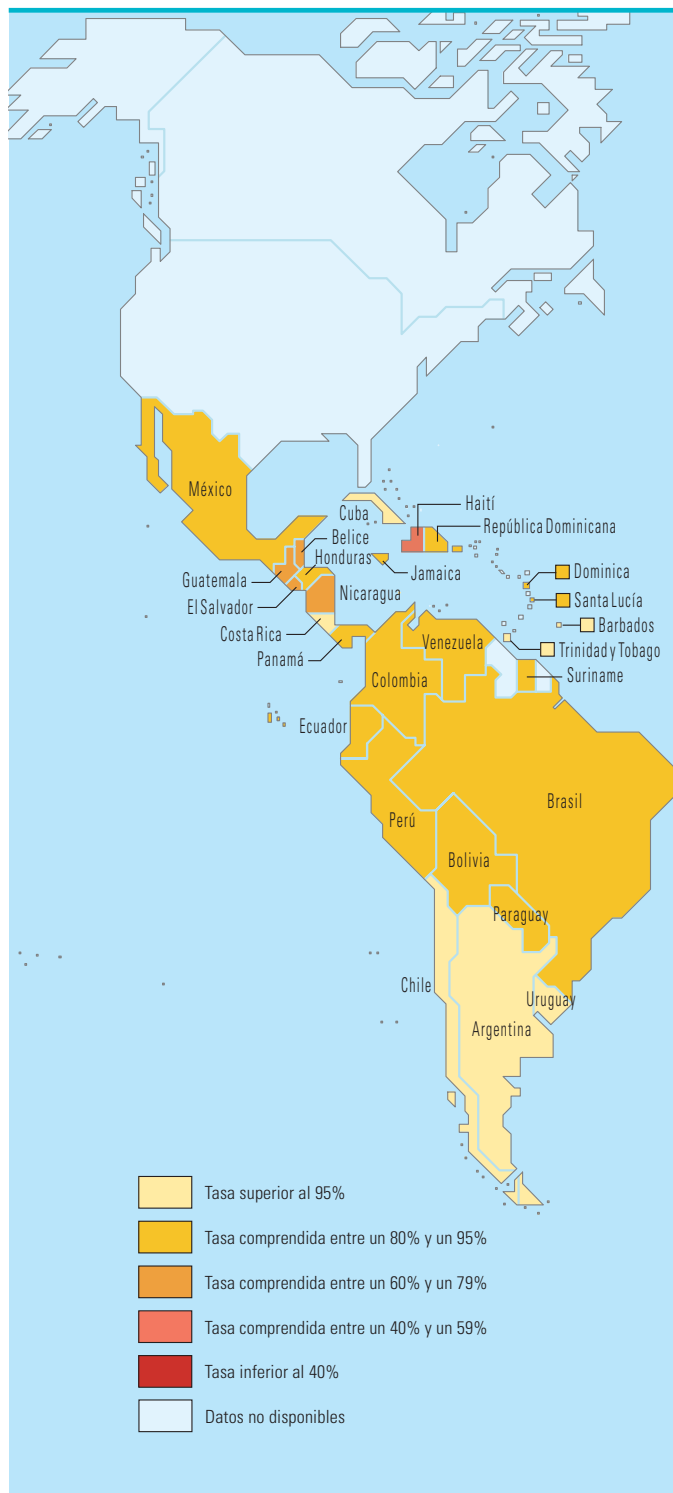 México
Cuba
Haití
República Dominicana
Belice
Honduras
Jamaica
Guatemala
Dominica
El Salvador
Nicaragua
Santa Lucía
Costa Rica
Barbados
Venezuela
Trinidad y Tobago
Panamá
Colombia
Suriname
Ecuador
Brasil
Perú
Bolivia
Paraguay
Chile
Uruguay
Argentina
Tasa superior al 95%
Tasa comprendida entre un 80% y un 95%
Tasa comprendida entre un 60% y un 79%
Tasa comprendida entre un 40% y un 59%
Tasa inferior al 40%
Datos no disponibles